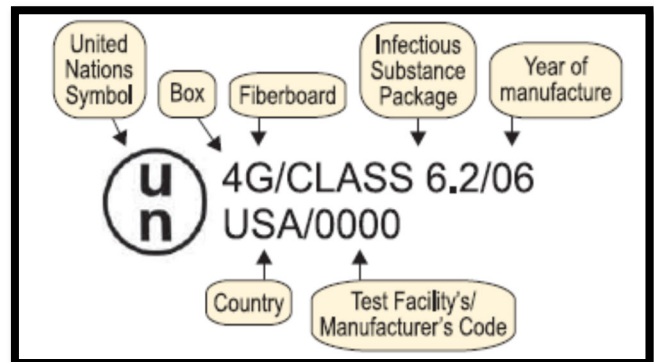 United
Nations
Symbol
Box
Fiberboard
Infectious
Substance
Package
Year of
manufacture
u
n
4G/CLASS 6.2/06
USA/0000
Country
Test Facility's/
Manufacturer's Code